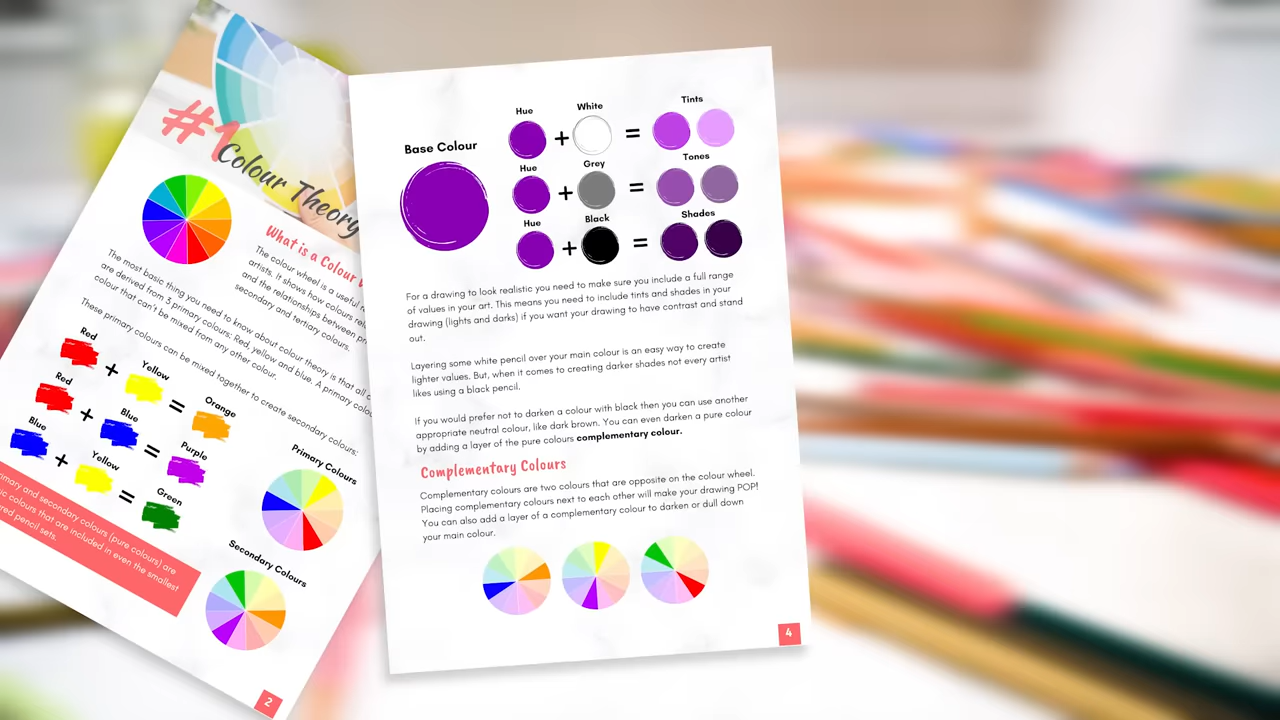 #1
Colour Theory
What is a Colour
The colour wheel is a useful
artists. It shows how colours
and the relationships between
secondary and tertiary colours.
The most basic thing you need to know about colour theory is that all
are derived from 3 primary colours: Red, yellow and blue. A primary
colour that can't be mixed from any other colour.
These primary colours can be mixed together to create secondary colours:
Red
Yellow
+
=
Orange
Red
Blue
+
=
Purple
Blue
Yellow
+
=
Green
and secondary colours (pure colours) are
colours that are included in even the smallest
pencil sets.
Primary Colours
Secondary Colours
2
Base Colour
Hue
White
Tints
+
=
Hue
Grey
Tones
+
=
Hue
Black
Shades
+
=
For a drawing to look realistic you need to make sure you include a full range
of values in your art. This means you need to include tints and shades in your
drawing (lights and darks) if you want your drawing to have contrast and stand
out.
Layering some white pencil over your main colour is an easy way to create
lighter values. But, when it comes to creating darker shades not every artist
likes using a black pencil.
If you would prefer not to darken a colour with black then you can use another
appropriate neutral colour, like dark brown. You can even darken a pure colour
by adding a layer of the pure colours complementary colour.
Complementary Colours
Complementary colours are two colours that are opposite on the colour wheel.
Placing complementary colours next to each other will make your drawing POP!
You can also add a layer of a complementary colour to darken or dull down
your main colour.
4